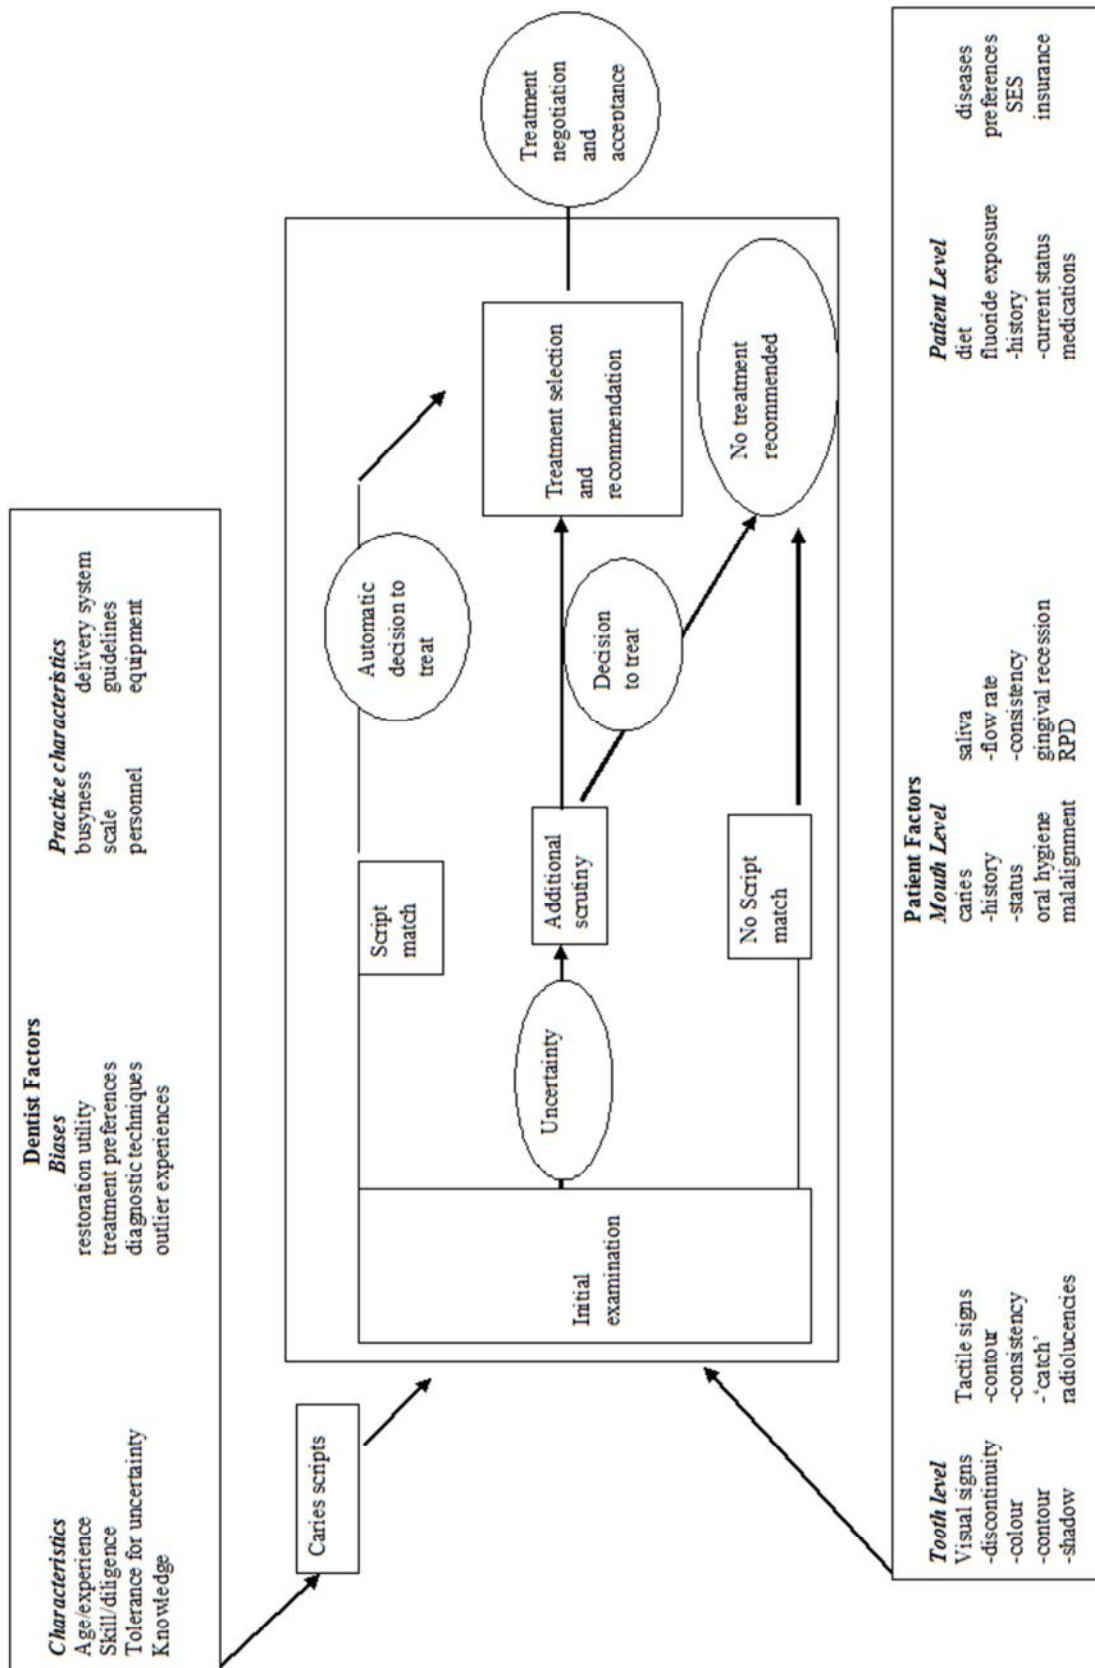 Dentist Factors
Characteristics
Age/experience
Skill/diligence
Tolerance for uncertainty
Knowledge
Biases
restoration utility
treatment preferences
diagnostic techniques
outlier experiences
Practice characteristics
busyness
scale
personnel
delivery system
guidelines
equipment
Caries scripts
Initial
examination
Script
match
Automatic
decision to
treat
Uncertainty
Additional
scrutiny
Decision
to treat
Treatment selection
and
recommendation
No Script
match
No treatment
recommended
Treatment
negotiation
and
acceptance
Patient Factors
Tooth level
Visual signs
-discontinuity
-colour
-contour
-shadow
Tactile signs
-contour
-consistency
-‘catch’
radiolucencies
Mouth Level
caries
-history
-status
oral hygiene
malalignment
saliva
-flow rate
-consistency
gingival recession
RPD
Patient Level
diet
fluoride exposure
-history
-current status
medications
diseases
preferences
SES
insurance